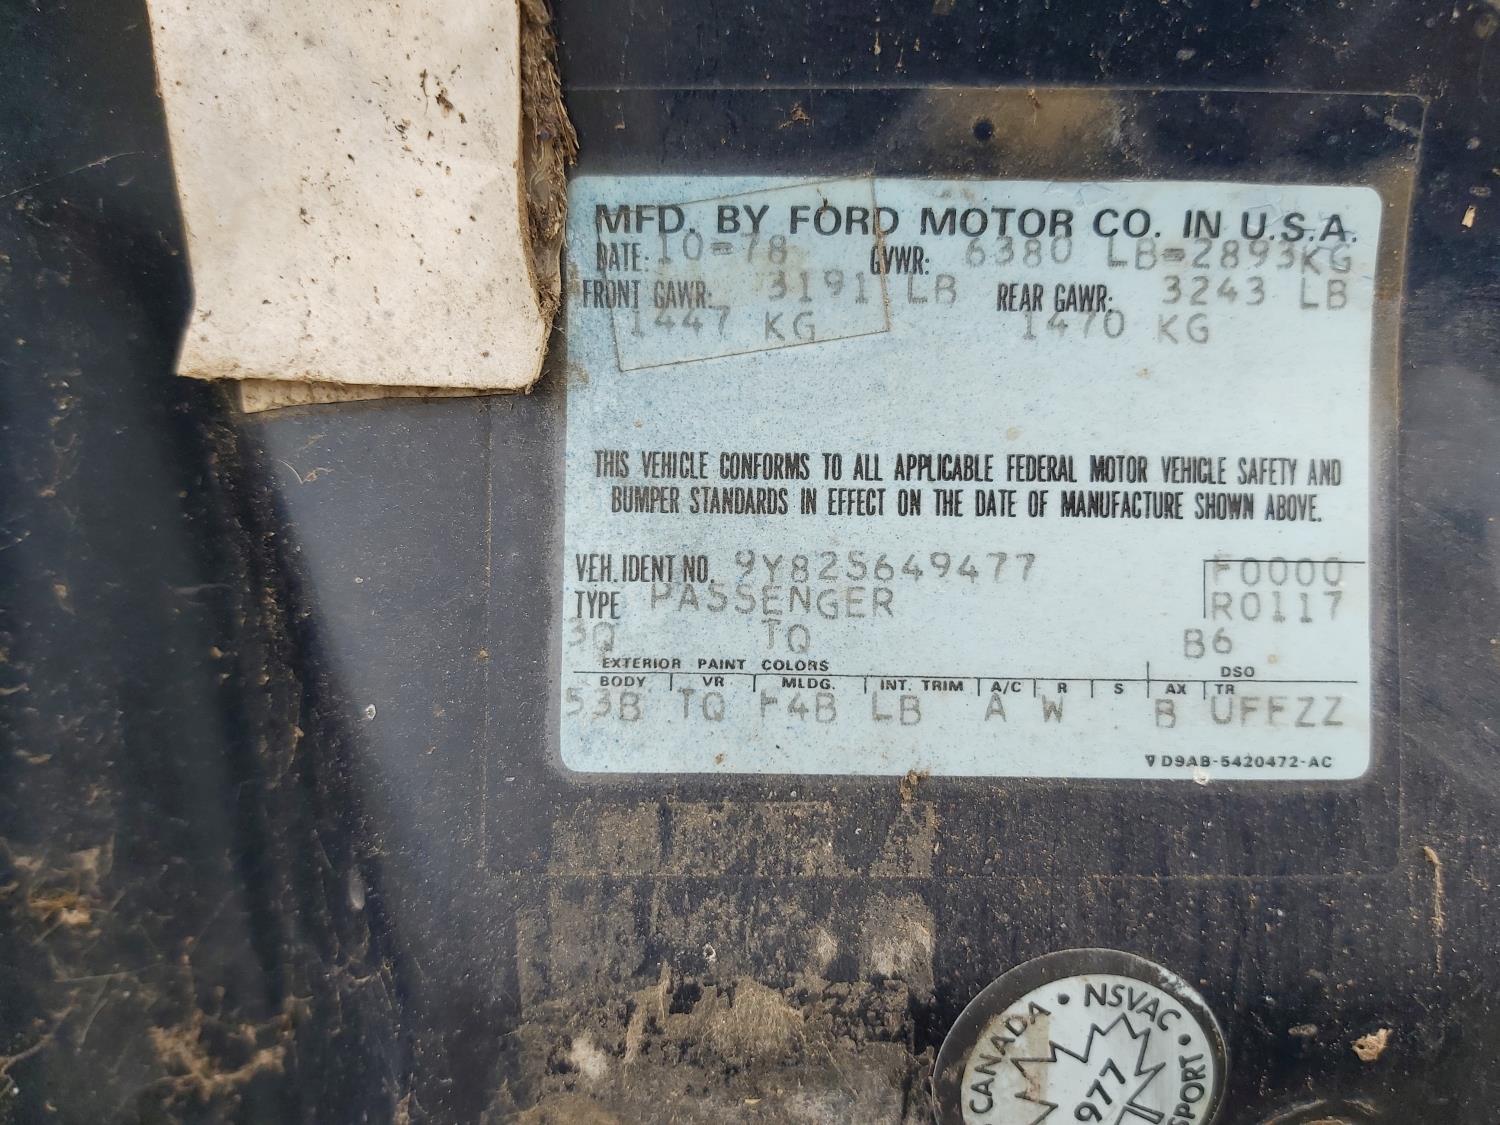 MFD. BY FORD MOTOR CO. IN U.S.A.
DATE: 10=78 GVWR: 6380 LB=2893KG
FRONT GAWR: 3191 LB REAR GAWR: 3243 LB
1447 KG 1470 KG
THIS VEHICLE CONFORMS TO ALL APPLICABLE FEDERAL MOTOR VEHICLE SAFETY AND
BUMPER STANDARDS IN EFFECT ON THE DATE OF MANUFACTURE SHOWN ABOVE.
VEH. IDENT NO. 9Y825649477 F0000
TYPE PASSENGER R0117
3Q TQ B6
EXTERIOR PAINT COLORS DSO
BODY VR MLDG. INT. TRIM A/C R S AX TR
53B TQ F4B LB A W B UFFZZ
D9AB-5420472-AC
CANADA • NSVAC •
977